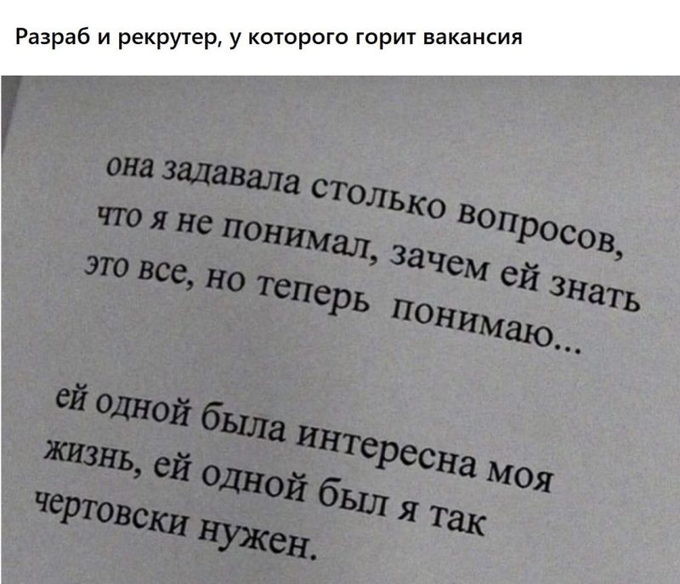 Разраб и рекрутер, у которого горит вакансия
она задавала столько вопросов,
что я не понимал, зачем ей знать
это все, но теперь понимаю...
ей одной была интересна моя
жизнь, ей одной был я так
чертовски нужен.